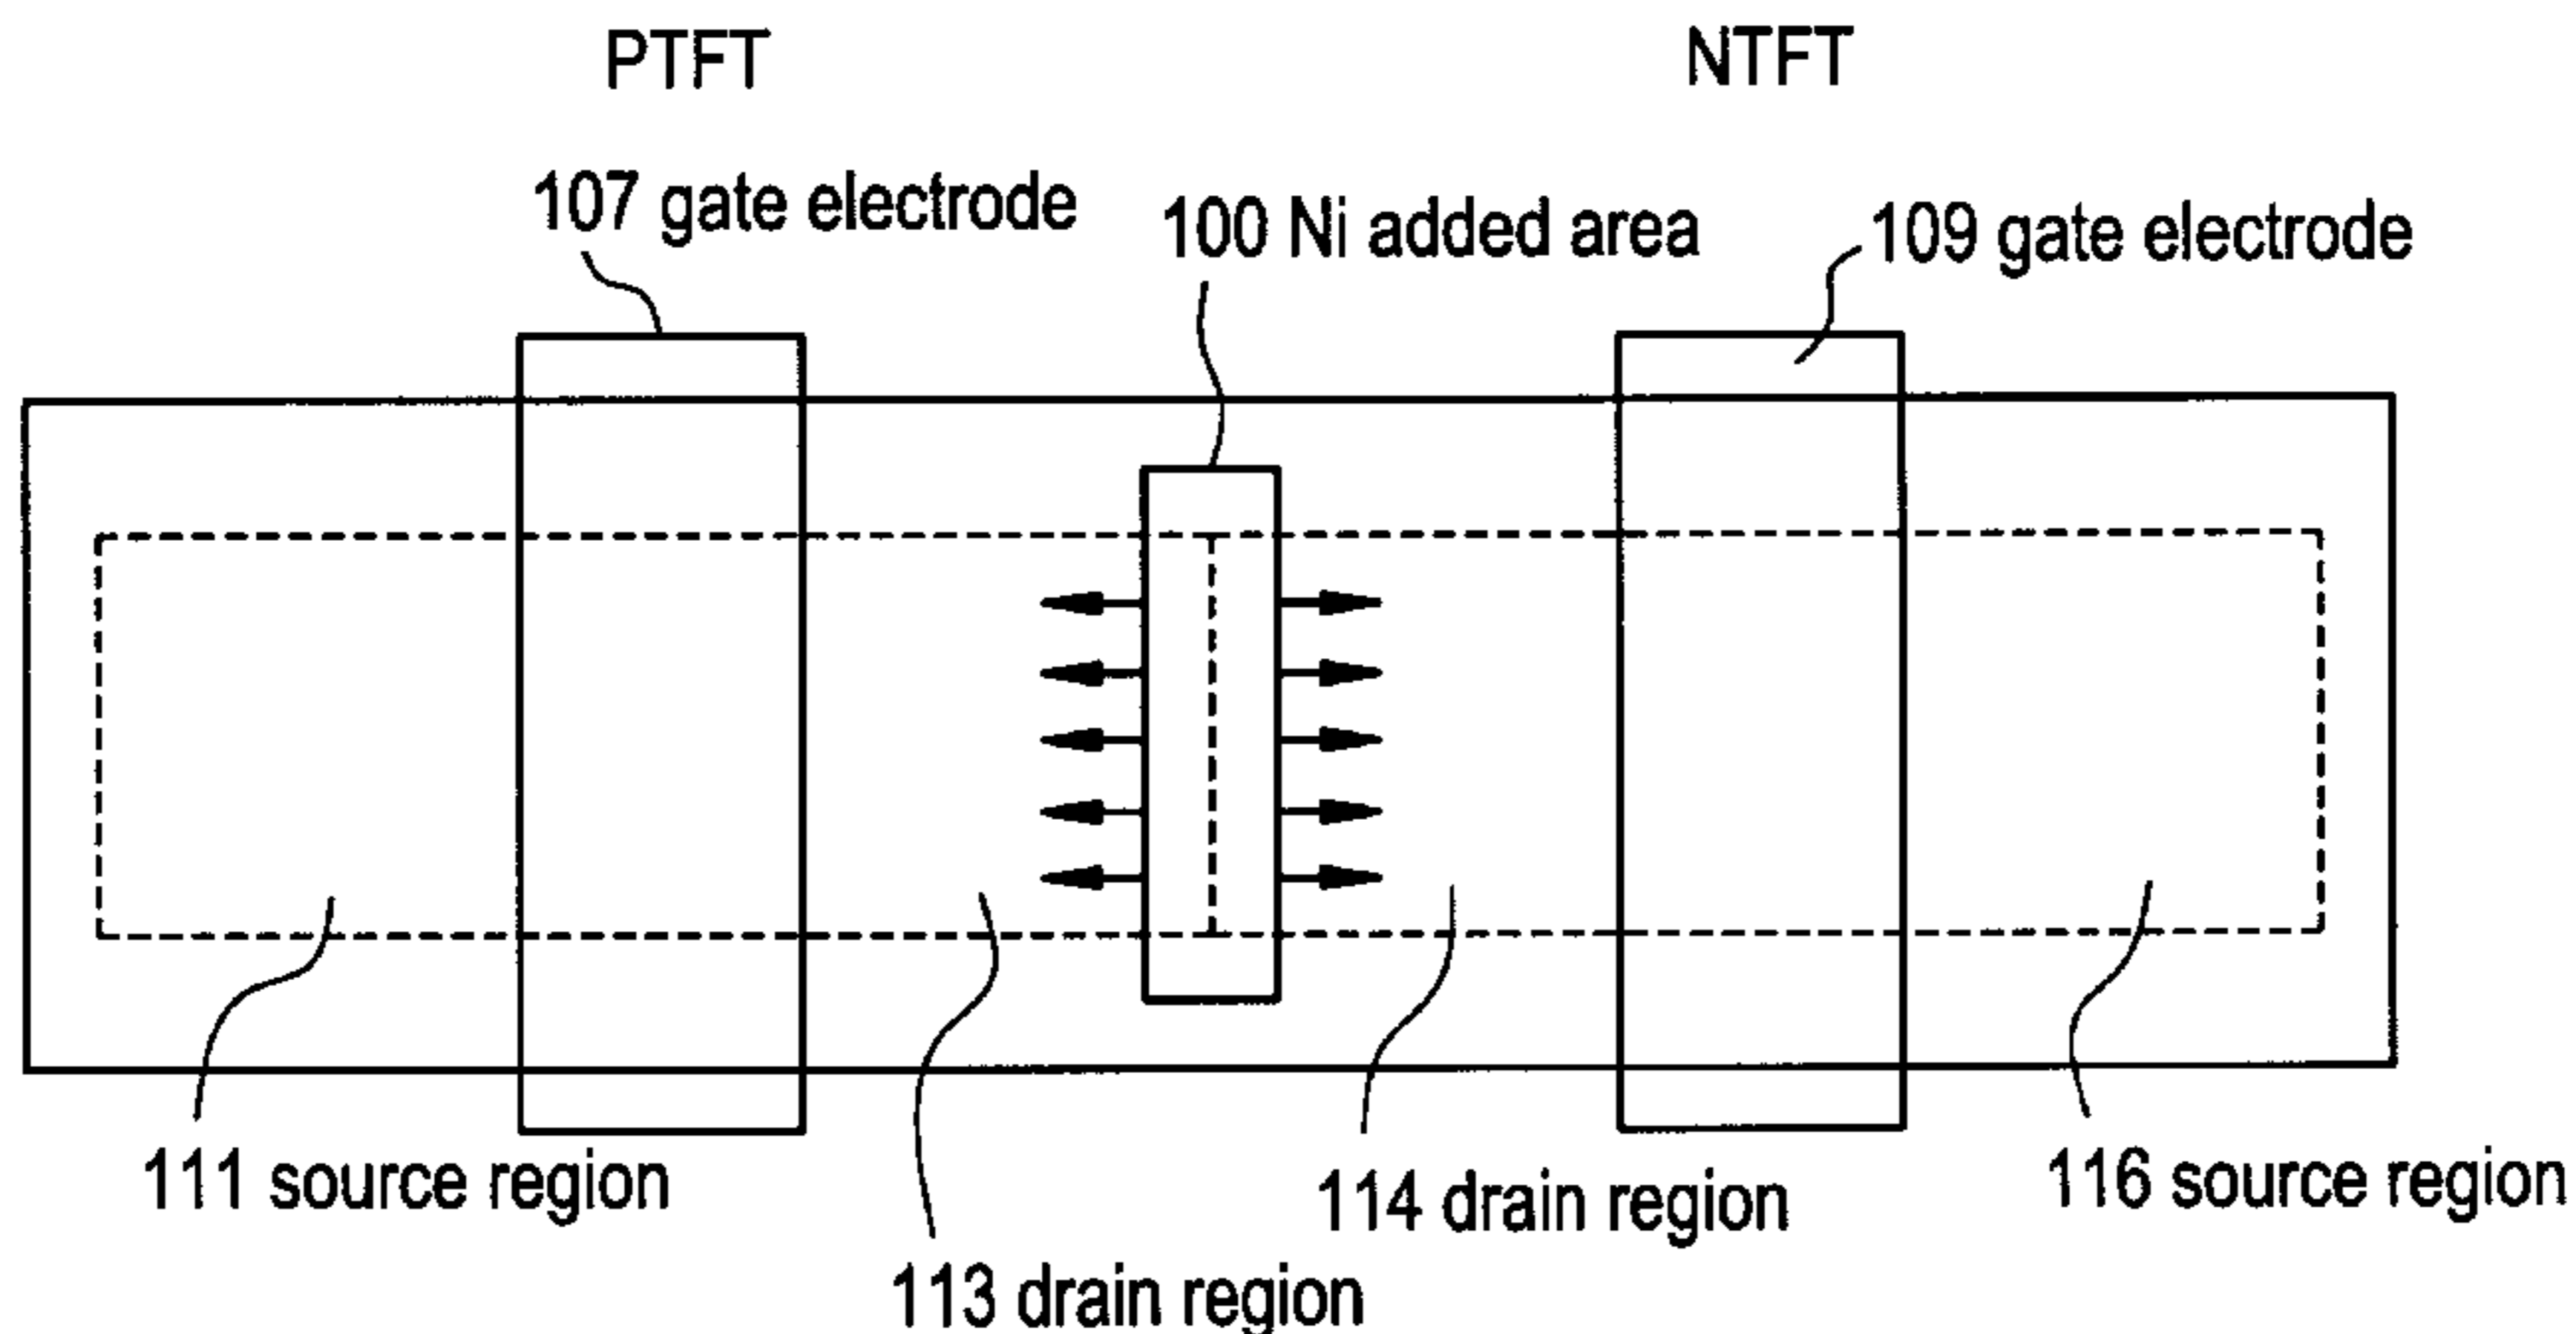 PTFT
NTFT
107 gate electrode
100 Ni added area
109 gate electrode
111 source region
113 drain region
114 drain region
116 source region